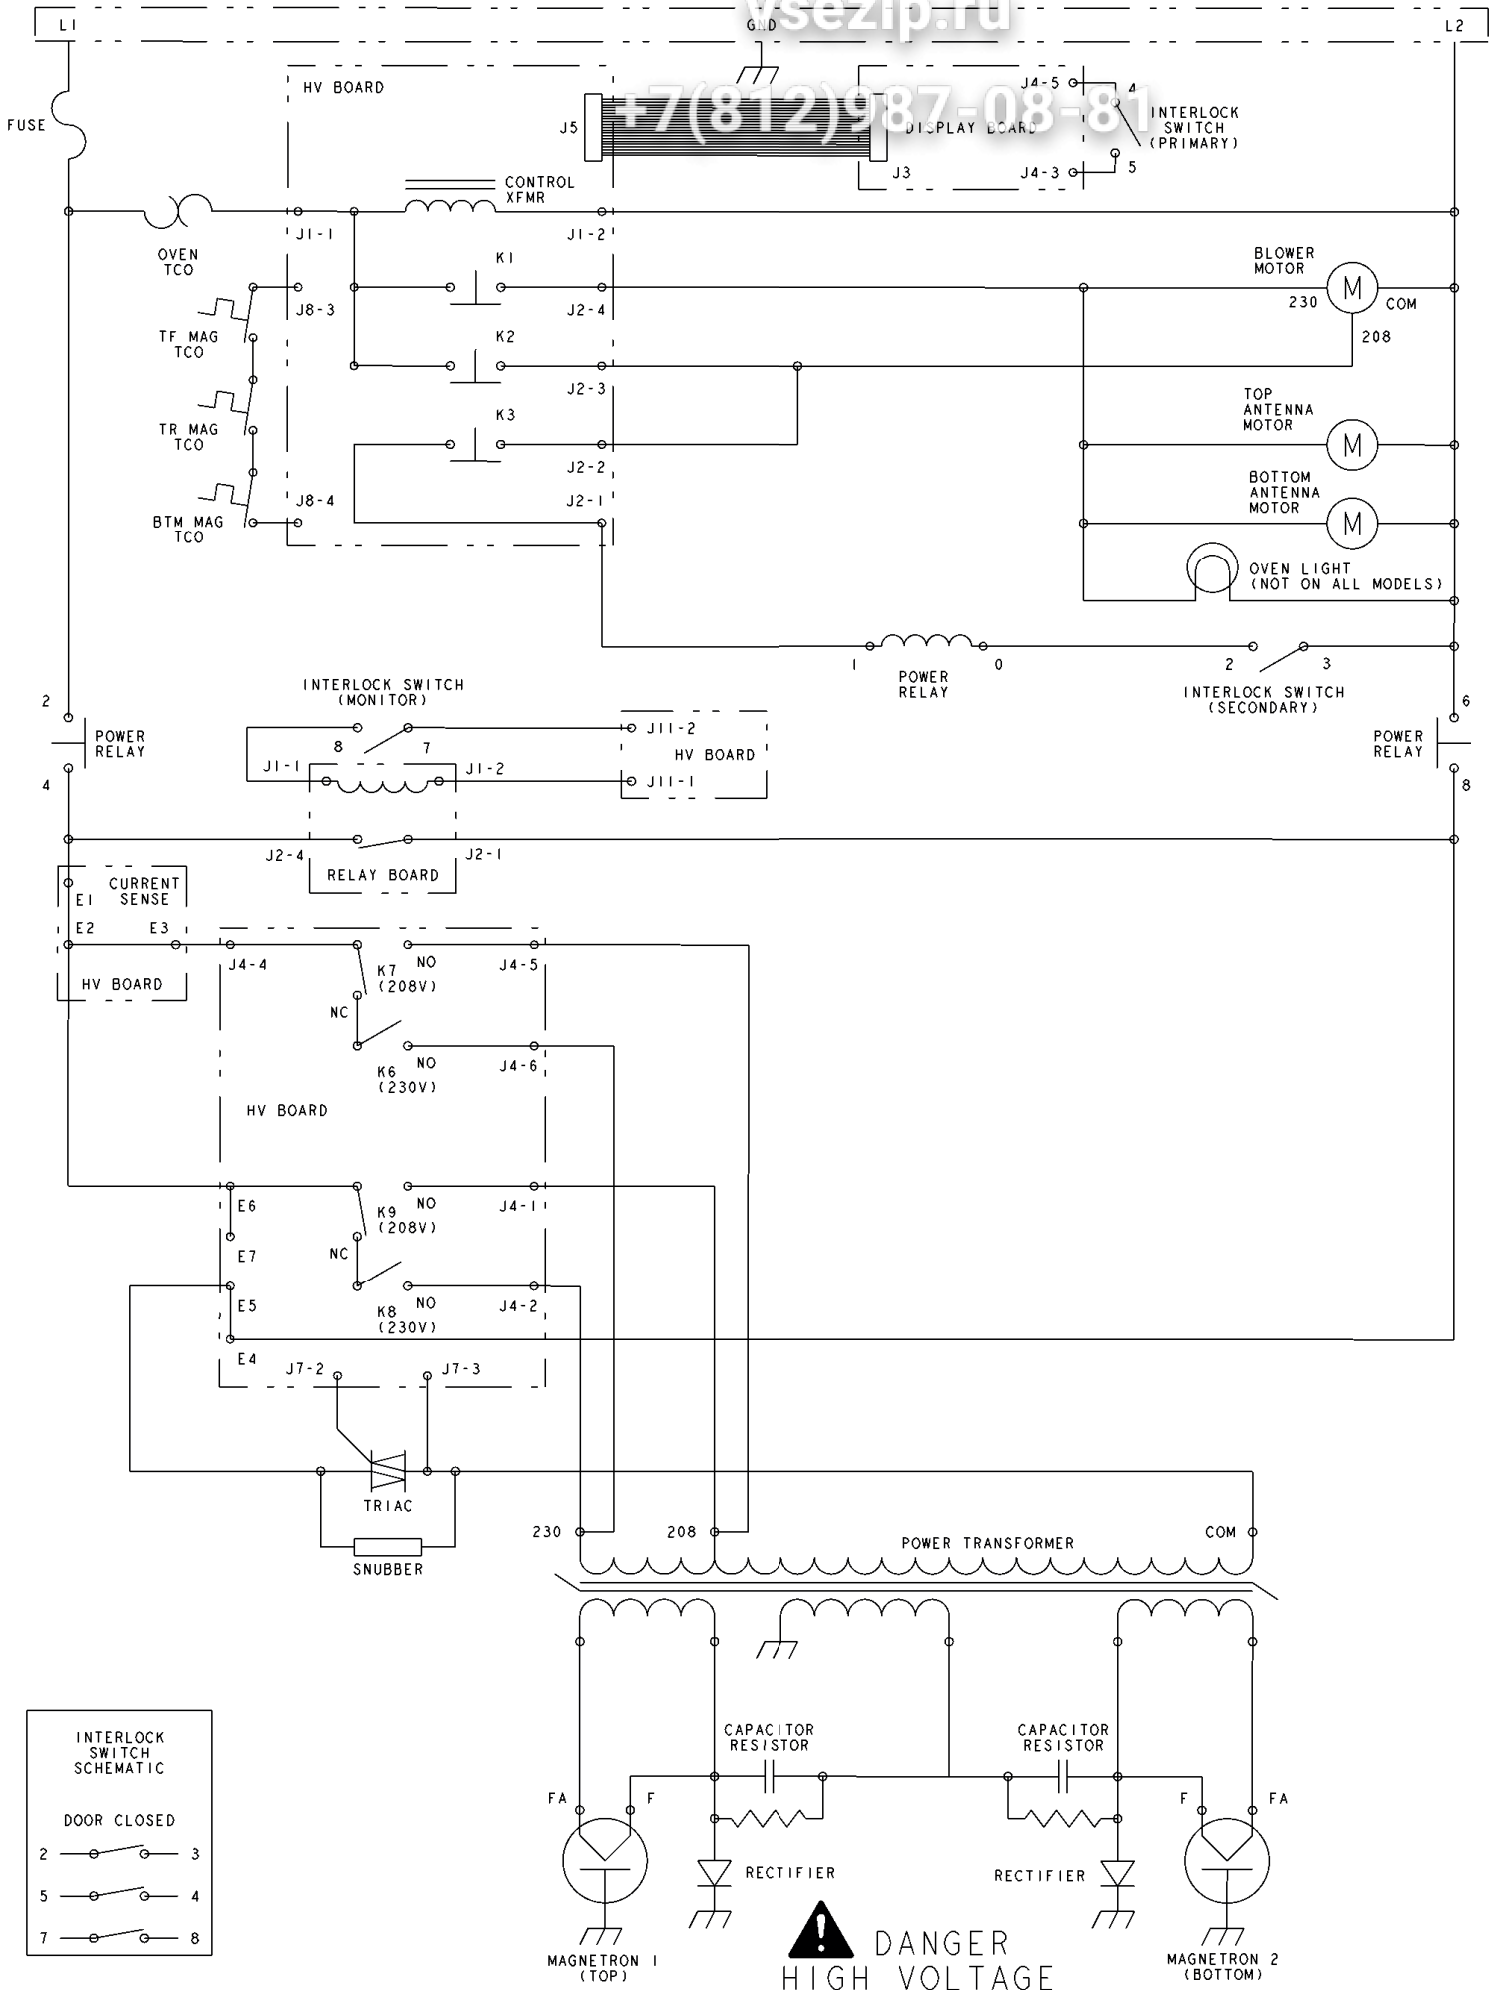 vsezip.ru
L1
GND
L2
+7(812)987-08-81
HV BOARD
J5
DISPLAY BOARD
J3
J4-5
J4-3
4
5
INTERLOCK
SWITCH
(PRIMARY)
FUSE
CONTROL
XFMR
OVEN
TCO
J1-1
J1-2
K1
J8-3
J2-4
BLOWER
MOTOR
230
M
COM
208
TF MAG
TCO
K2
J2-3
TR MAG
TCO
K3
J2-2
TOP
ANTENNA
MOTOR
M
BTM MAG
TCO
J8-4
J2-1
BOTTOM
ANTENNA
MOTOR
M
OVEN LIGHT
(NOT ON ALL MODELS)
1
0
POWER
RELAY
2
3
INTERLOCK SWITCH
(SECONDARY)
INTERLOCK SWITCH
(MONITOR)
2
POWER
RELAY
4
8
7
J11-2
HV BOARD
J11-1
6
POWER
RELAY
8
J1-1
J1-2
J2-4
J2-1
RELAY BOARD
CURRENT
SENSE
E1
E2
E3
HV BOARD
J4-4
K7
(208V)
NO
J4-5
NC
K6
(230V)
NO
J4-6
HV BOARD
E6
K9
(208V)
NO
J4-1
E7
NC
E5
K8
(230V)
NO
J4-2
E4
J7-2
J7-3
TRIAC
SNUBBER
230
208
COM
POWER TRANSFORMER
CAPACITOR
RESISTOR
CAPACITOR
RESISTOR
FA
F
F
FA
RECTIFIER
RECTIFIER
MAGNETRON 1
(TOP)
MAGNETRON 2
(BOTTOM)
! DANGER
HIGH VOLTAGE
INTERLOCK
SWITCH
SCHEMATIC
DOOR CLOSED
2 3
5 4
7 8